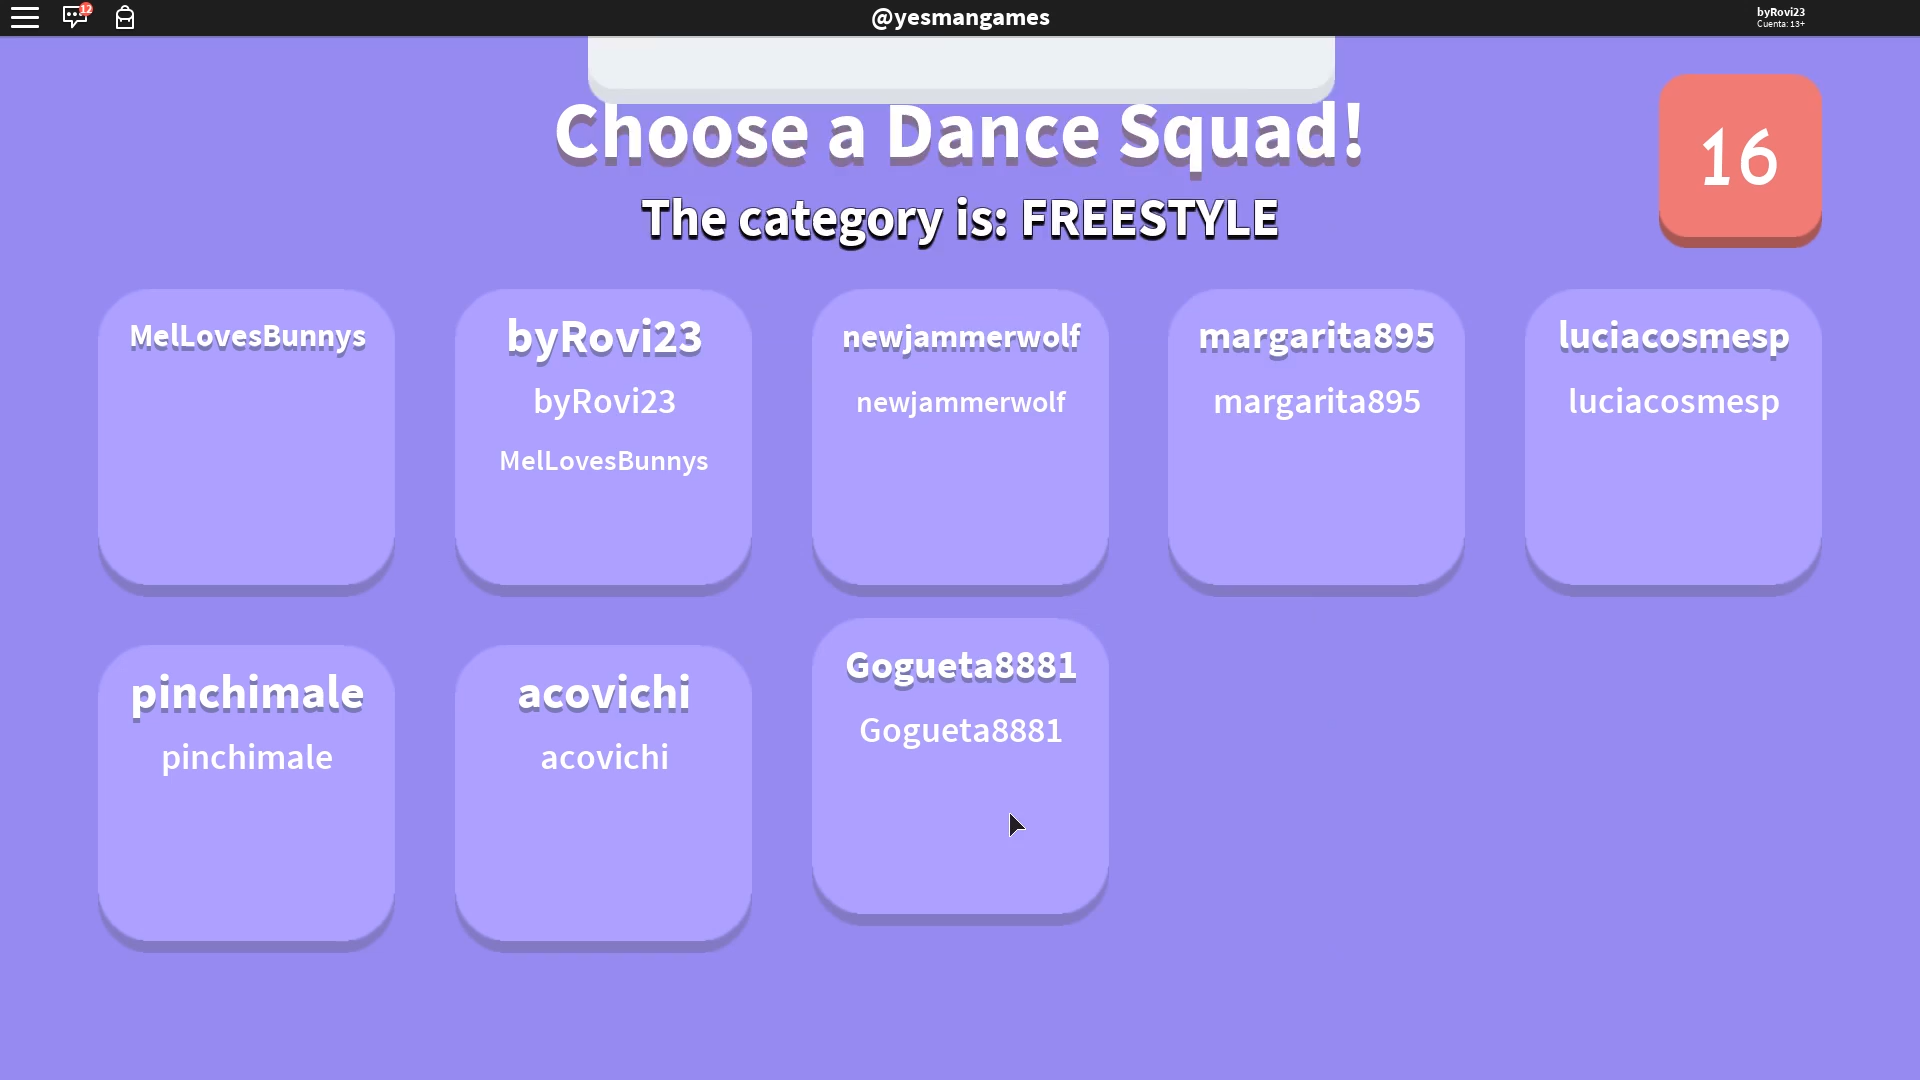 12
@yesmangames
byRovi23
Cuenta: 13+
Choose a Dance Squad!
16
The category is: FREESTYLE
MelLovesBunnys
byRovi23
byRovi23
MelLovesBunnys
newjammerwolf
newjammerwolf
margarita895
margarita895
luciacosmesp
luciacosmesp
pinchimale
pinchimale
acovichi
acovichi
Gogueta8881
Gogueta8881